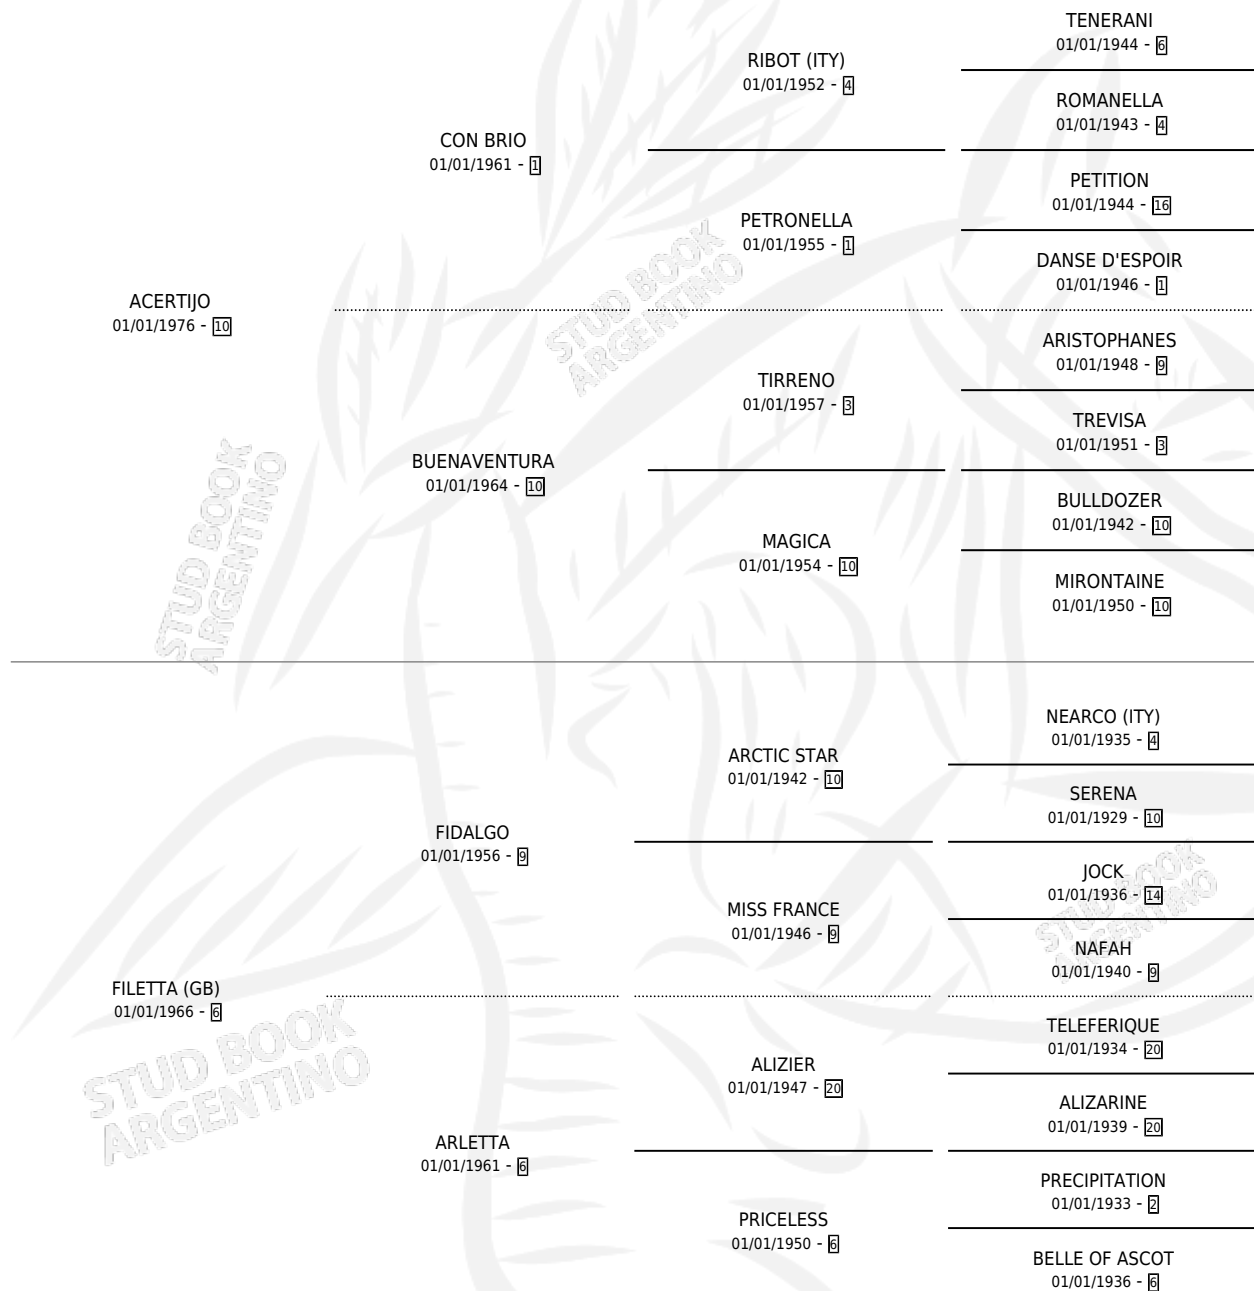 TENERANI
01/01/1944 - 6
RIBOT (ITY)
01/01/1952 - 4
ROMANELLA
01/01/1943 - 4
CON BRIO
01/01/1961 - 1
PETITION
01/01/1944 - 16
PETRONELLA
01/01/1955 - 1
DANSE D'ESPOIR
01/01/1946 - 1
ACERTIJO
01/01/1976 - 10
STUD BOOK
ARGENTINO
ARISTOPHANES
01/01/1948 - 9
TIRRENO
01/01/1957 - 3
TREVISA
01/01/1951 - 3
BUENAVENTURA
01/01/1964 - 10
BULLDOZER
01/01/1942 - 10
MAGICA
01/01/1954 - 10
MIRONTAINE
01/01/1950 - 10
STUD BOOK
ARGENTINO
NEARCO (ITY)
01/01/1935 - 4
ARCTIC STAR
01/01/1942 - 10
SERENA
01/01/1929 - 10
FIDALGO
01/01/1956 - 9
JOCK
01/01/1936 - 14
MISS FRANCE
01/01/1946 - 9
STUD BOOK
ARGENTINO
NAFAH
01/01/1940 - 9
FILETTA (GB)
01/01/1966 - 6
STUD BOOK
ARGENTINO
TELEFERIQUE
01/01/1934 - 20
ALIZIER
01/01/1947 - 20
ALIZARINE
01/01/1939 - 20
ARLETTA
01/01/1961 - 6
PRECIPITATION
01/01/1933 - 2
PRICELESS
01/01/1950 - 6
BELLE OF ASCOT
01/01/1936 - 6